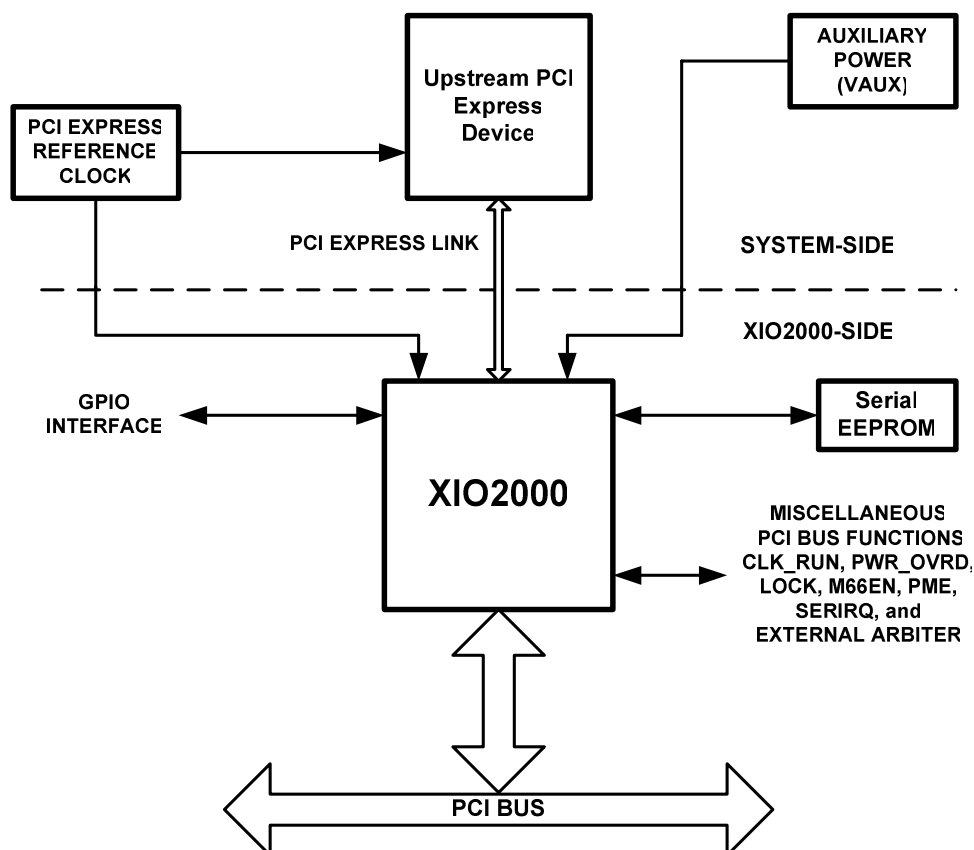 Upstream PCI
Express
Device
AUXILIARY
POWER
(VAUX)
PCI EXPRESS
REFERENCE
CLOCK
PCI EXPRESS LINK
SYSTEM-SIDE
XIO2000-SIDE
GPIO
INTERFACE
XIO2000
Serial
EEPROM
MISCELLANEOUS
PCI BUS FUNCTIONS
CLK_RUN, PWR_OVRD,
LOCK, M66EN, PME,
SERIRQ, and
EXTERNAL ARBITER
PCI BUS